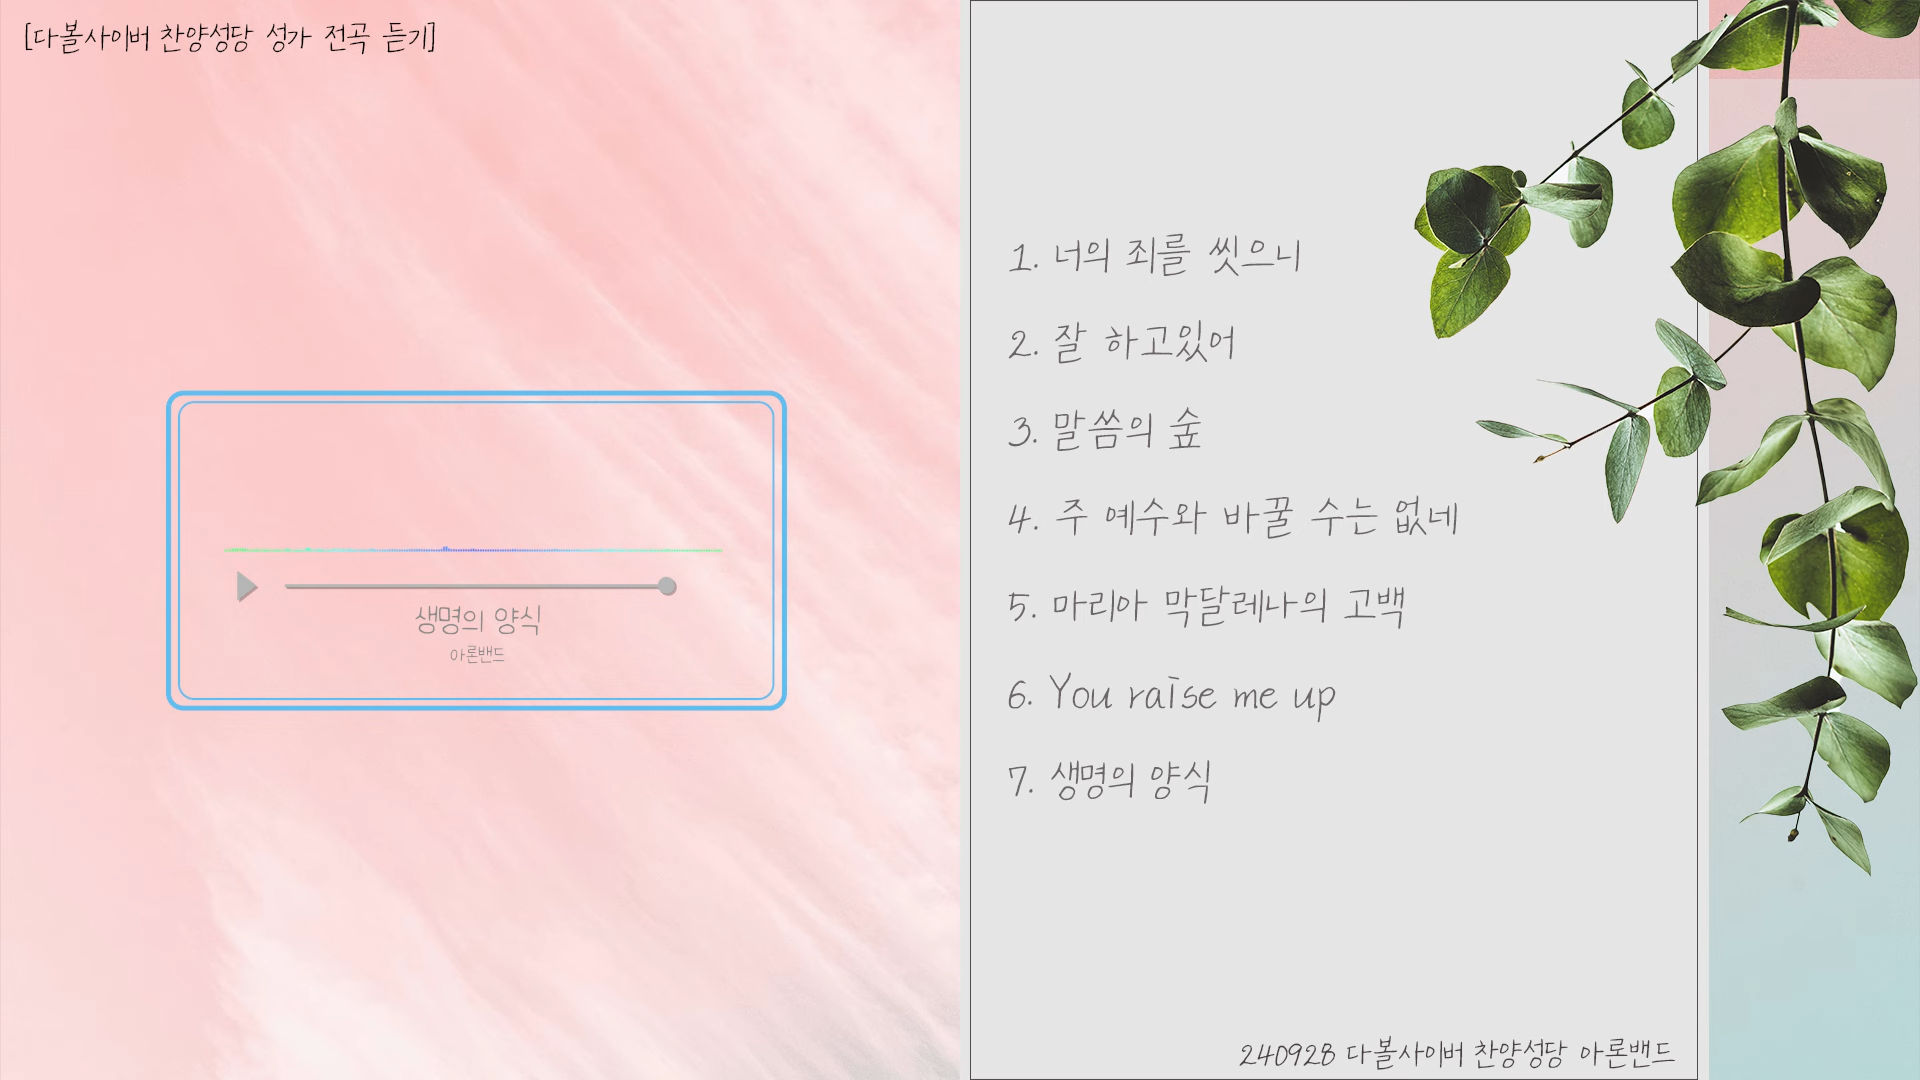 [다볼사이버 찬양성당 성가 전곡 듣기]
생명의 양식
아론밴드
1. 너의 죄를 씻으니
2. 잘 하고있어
3. 말씀의 숲
4. 주 예수와 바꿀 수는 없네
5. 마리아 막달레나의 고백
6. You raise me up
7. 생명의 양식
240928 다볼사이버 찬양성당 아론밴드